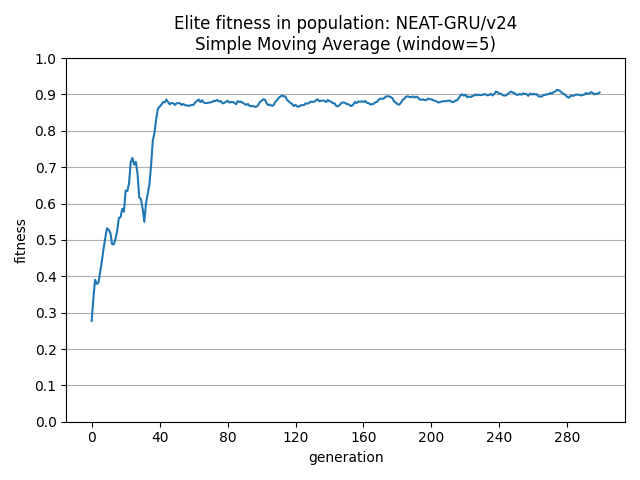 Elite fitness in population: NEAT-GRU/v24
Simple Moving Average (window=5)
1.0
0.9
0.8
0.7
0.6
0.5
0.4
0.3
0.2
0.1
0.0
fitness
0 40 80 120 160 200 240 280
generation